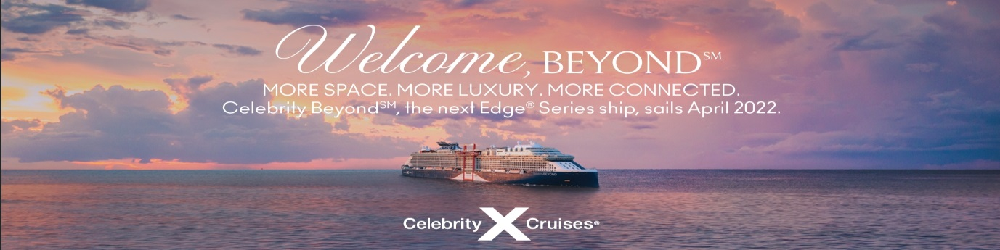 Welcome, BEYOND℠
MORE SPACE. MORE LUXURY. MORE CONNECTED.
Celebrity Beyond℠, the next Edge® Series ship, sails April 2022.
BEYOND
Celebrity X Cruises®